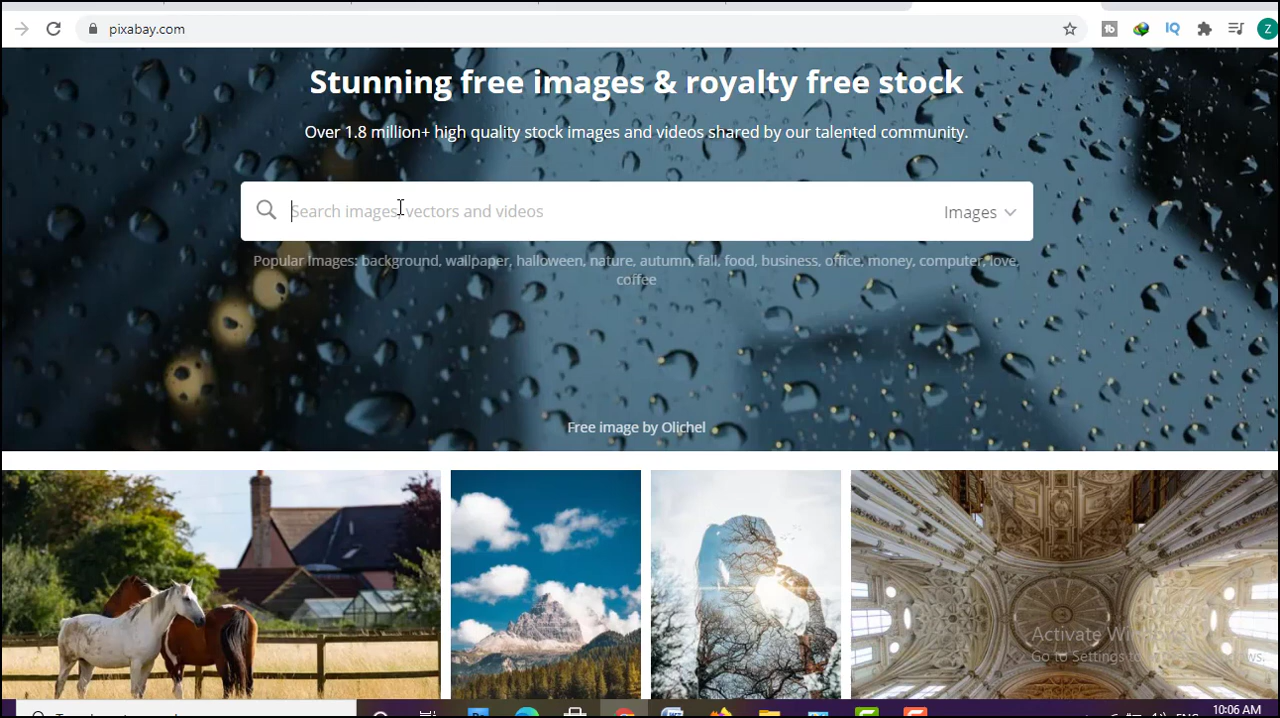 pixabay.com
Z
Stunning free images & royalty free stock
Over 1.8 million+ high quality stock images and videos shared by our talented community.
Search images, vectors and videos
Images
Popular Images: background, wallpaper, halloween, nature, autumn, fall, food, business, office, money, computer, love,
coffee
Free image by Olichel
Activate Windows
Go to Settings to
10:06 AM